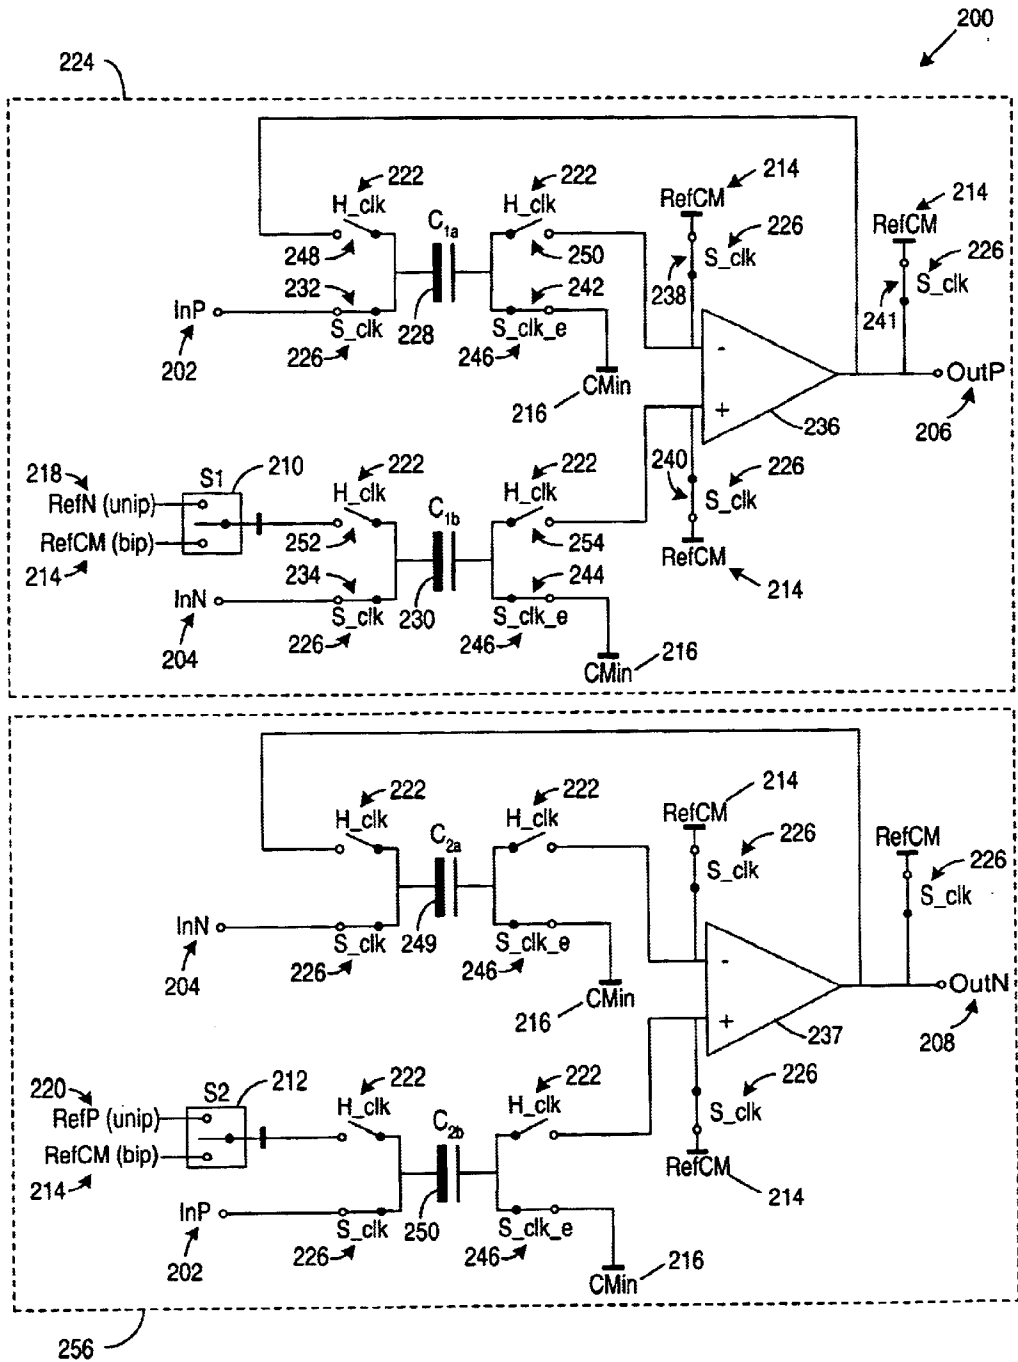 200
224
222
H_clk
248
232
C1a
222
H_clk
250
242
214
RefCM
226
S_clk
238
214
RefCM
226
S_clk
241
InP
202
S_clk
226
228
S_clk_e
246
216
CMin
-
+
236
OutP
206
218
RefN (unip)
RefCM (bip)
214
S1
210
222
H_clk
252
234
C1b
222
H_clk
254
244
240
226
S_clk
RefCM
214
InN
204
S_clk
226
230
S_clk_e
246
CMin
216
222
H_clk
C2a
222
H_clk
214
RefCM
226
S_clk
RefCM
226
S_clk
InN
204
S_clk
226
249
S_clk_e
246
216
CMin
-
+
237
OutN
208
220
RefP (unip)
RefCM (bip)
214
S2
212
222
H_clk
C2b
222
H_clk
226
S_clk
RefCM
214
InP
202
S_clk
226
250
S_clk_e
246
CMin
216
256